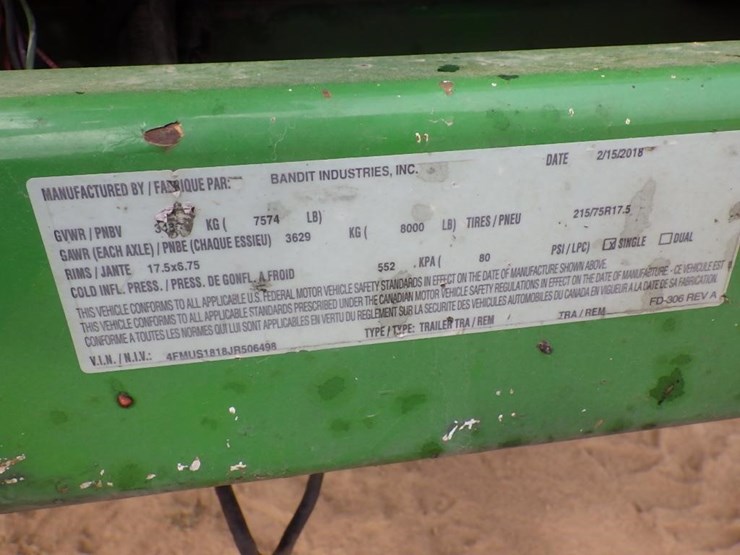 MANUFACTURED BY / FABRIQUE PAR: BANDIT INDUSTRIES, INC. DATE 2/15/2018
GVWR / PNBV KG ( 7574 LB)
GAWR (EACH AXLE) / PNBE (CHAQUE ESSIEU) 3629 KG ( 8000 LB) TIRES / PNEU 215/75R17.5
RIMS / JANTE 17.5x6.75
COLD INFL. PRESS. / PRESS. DE GONFL. A FROID 552 KPA ( 80 PSI / LPC) SINGLE DUAL
THIS VEHICLE CONFORMS TO ALL APPLICABLE U.S. FEDERAL MOTOR VEHICLE SAFETY STANDARDS IN EFFECT ON THE DATE OF MANUFACTURE SHOWN ABOVE.
THIS VEHICLE CONFORMS TO ALL APPLICABLE STANDARDS PRESCRIBED UNDER THE CANADIAN MOTOR VEHICLE SAFETY REGULATIONS IN EFFECT ON THE DATE OF MANUFACTURE - CE VEHICULE EST
CONFORME A TOUTES LES NORMES QUI LUI SONT APPLICABLES EN VERTU DU REGLEMENT SUR LA SECURITE DES VEHICULES AUTOMOBILES DU CANADA EN VIGUEUR A LA DATE DE SA FABRICATION.
V.I.N. / N.I.V.: 4FMUS1818JR506498 TYPE / TYPE: TRAILER TRA / REM TRA / REM FD-306 REV A